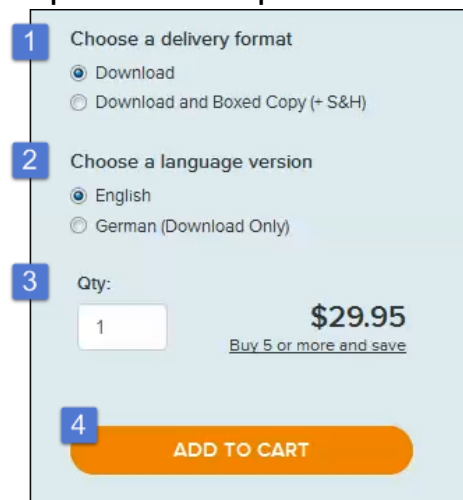 1 Choose a delivery format
Download
Download and Boxed Copy (+ S&H)
2 Choose a language version
English
German (Download Only)
3 Qty:
1 $29.95
Buy 5 or more and save
4
ADD TO CART